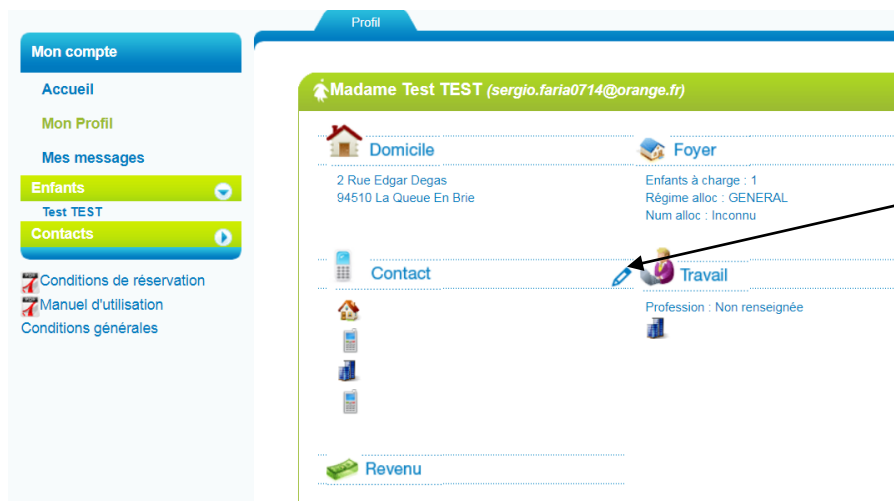 Profil
Mon compte
Accueil
Mon Profil
Mes messages
Enfants
Test TEST
Contacts
Conditions de réservation
Manuel d'utilisation
Conditions générales
Madame Test TEST (sergio.faria0714@orange.fr)
Domicile
2 Rue Edgar Degas
94510 La Queue En Brie
Foyer
Enfants à charge : 1
Régime alloc : GENERAL
Num alloc : Inconnu
Contact
Travail
Profession : Non renseignée
Revenu